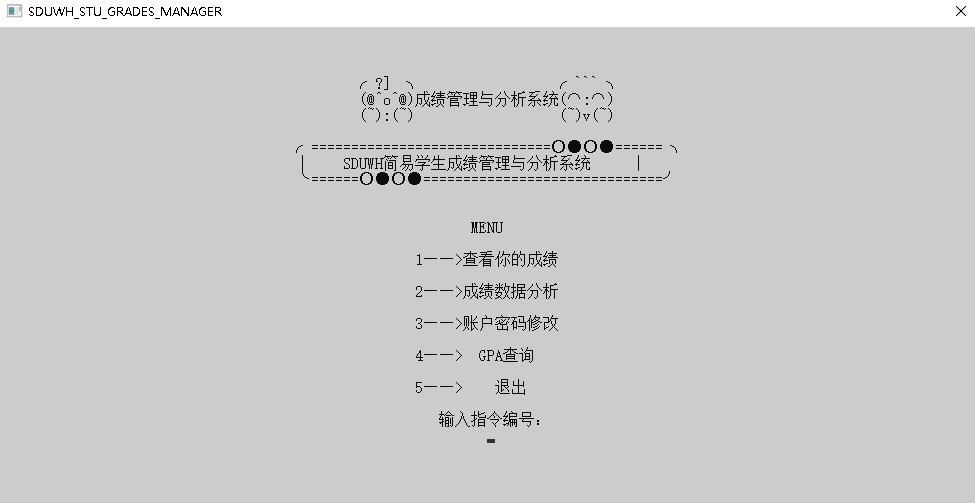 SDUWH_STU_GRADES_MANAGER
╭ ?] ╮ ╭ ``` ╮
(@^o^@)成绩管理与分析系统(⌒:⌒)
(~):(~) (~)v(~)
╭ ==============================○●○●====== ╮
│ SDUWH简易学生成绩管理与分析系统 │
╰======○●○●==============================╯
MENU
1——>查看你的成绩
2——>成绩数据分析
3——>账户密码修改
4——> GPA查询
5——> 退出
输入指令编号: